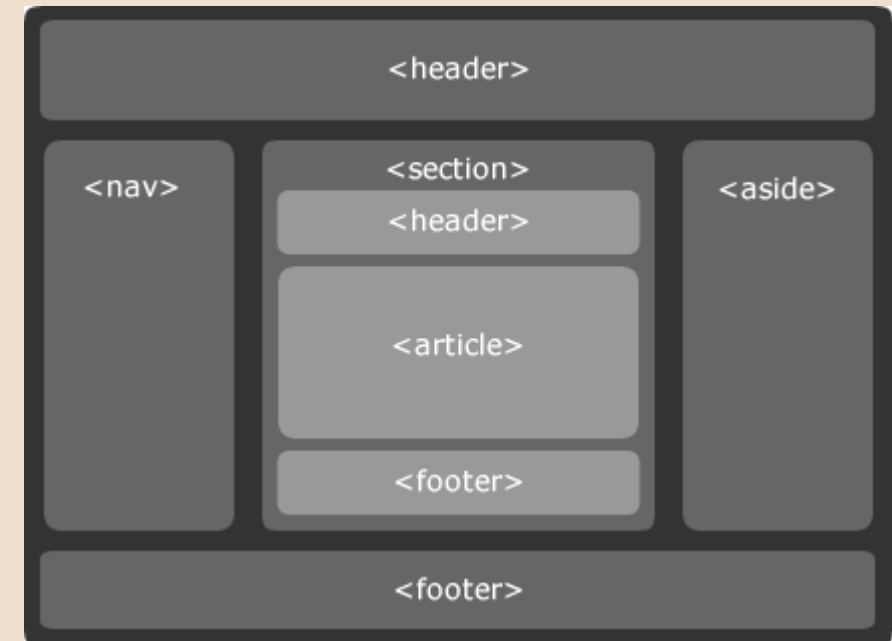 <header>
<nav>
<section>
<aside>
<header>
<article>
<footer>
<footer>